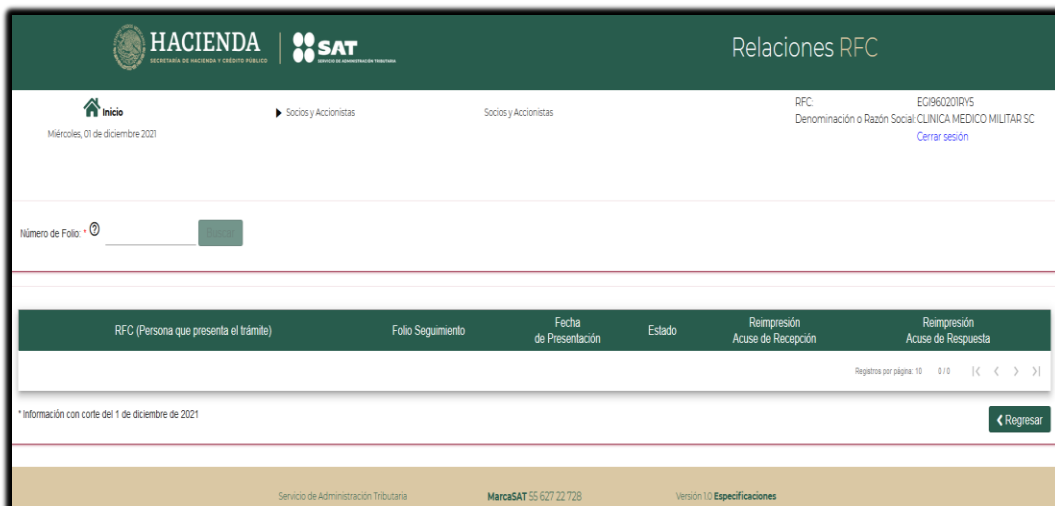 HACIENDA
SECRETARÍA DE HACIENDA Y CRÉDITO PÚBLICO
SAT
SERVICIO DE ADMINISTRACIÓN TRIBUTARIA
Relaciones RFC
Inicio
Miércoles, 01 de diciembre 2021
Socios y Accionistas
Socios y Accionistas
RFC: EGI960201RY5
Denominación o Razón Social: CLINICA MEDICO MILITAR SC
Cerrar sesión
Número de Folio: * Buscar
RFC (Persona que presenta el trámite) Folio Seguimiento Fecha de Presentación Estado Reimpresión Acuse de Recepción Reimpresión Acuse de Respuesta
Registros por página: 10 0 / 0
* Información con corte del 1 de diciembre de 2021
Regresar
Servicio de Administración Tributaria MarcaSAT 55 627 22 728 Versión 1.0 Especificaciones